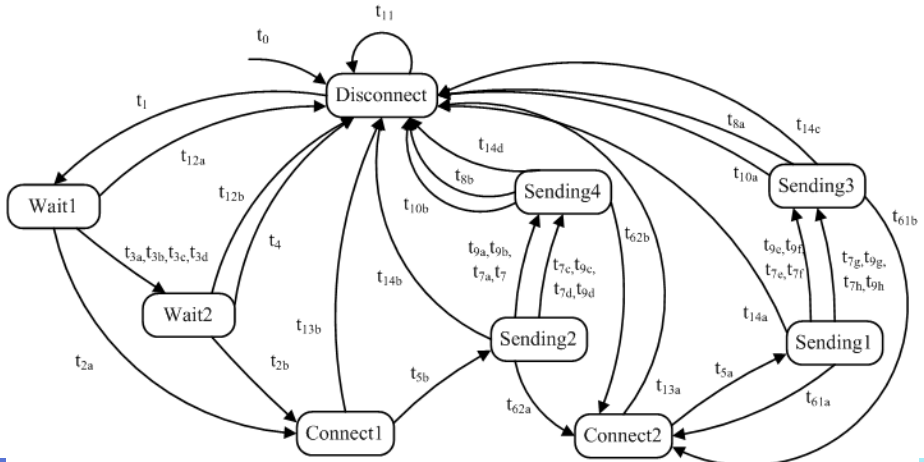 t11
t0
Disconnect
t1
t8a
t14c
t12a
t14d
t10a
t8b
Sending4
Sending3
t12b
t10b
Wait1
t4
t62b
t61b
t3a,t3b,t3c,t3d
t9a,t9b,
t7a,t7
t7c,t9c,
t7d,t9d
t9e,t9f
t7e,t7f
t7g,t9g,
t7h,t9h
t14b
Wait2
t13b
t14a
Sending2
Sending1
t2a
t2b
t5b
t13a
t5a
t62a
t61a
Connect1
Connect2